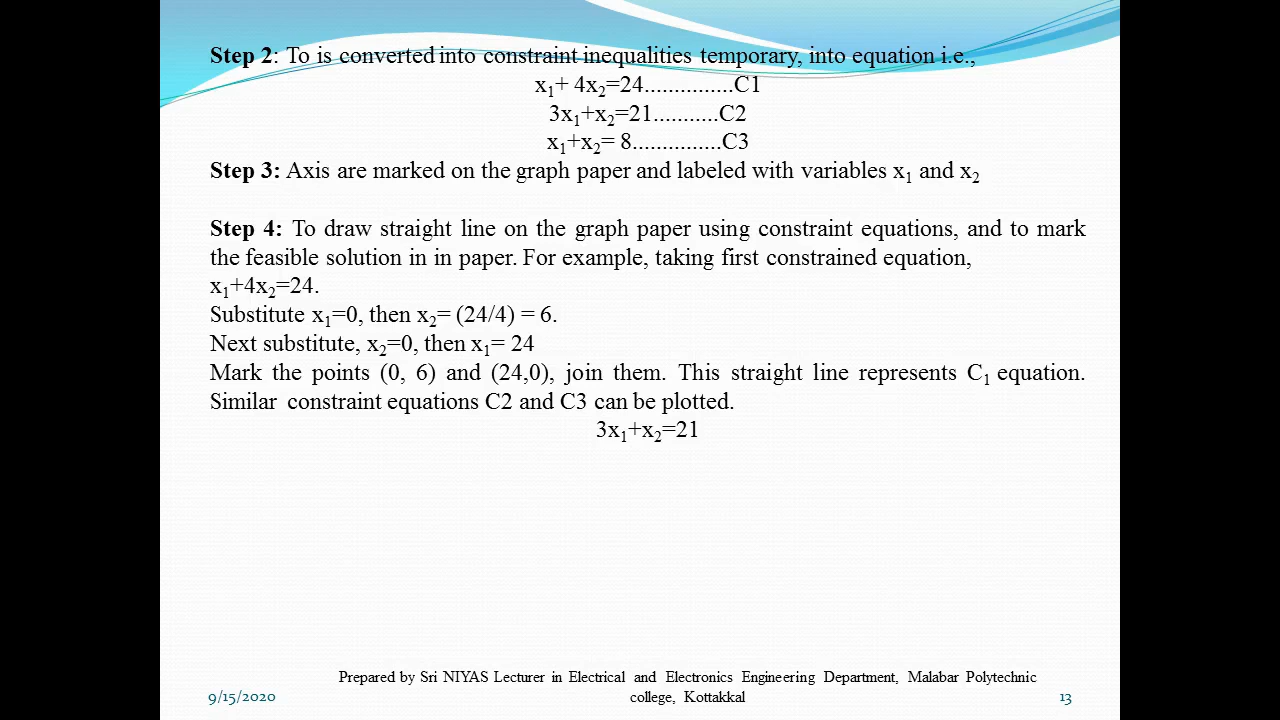 Step 2: To is converted into constraint inequalities temporary, into equation i.e.,
x₁+ 4x₂=24...............C1
3x₁+x₂=21...........C2
x₁+x₂= 8...............C3
Step 3: Axis are marked on the graph paper and labeled with variables x₁ and x₂
Step 4: To draw straight line on the graph paper using constraint equations, and to mark
the feasible solution in in paper. For example, taking first constrained equation,
x₁+4x₂=24.
Substitute x₁=0, then x₂= (24/4) = 6.
Next substitute, x₂=0, then x₁= 24
Mark the points (0, 6) and (24,0), join them. This straight line represents C₁ equation.
Similar constraint equations C2 and C3 can be plotted.
3x₁+x₂=21
Prepared by Sri NIYAS Lecturer in Electrical and Electronics Engineering Department, Malabar Polytechnic
college, Kottakkal
9/15/2020
13